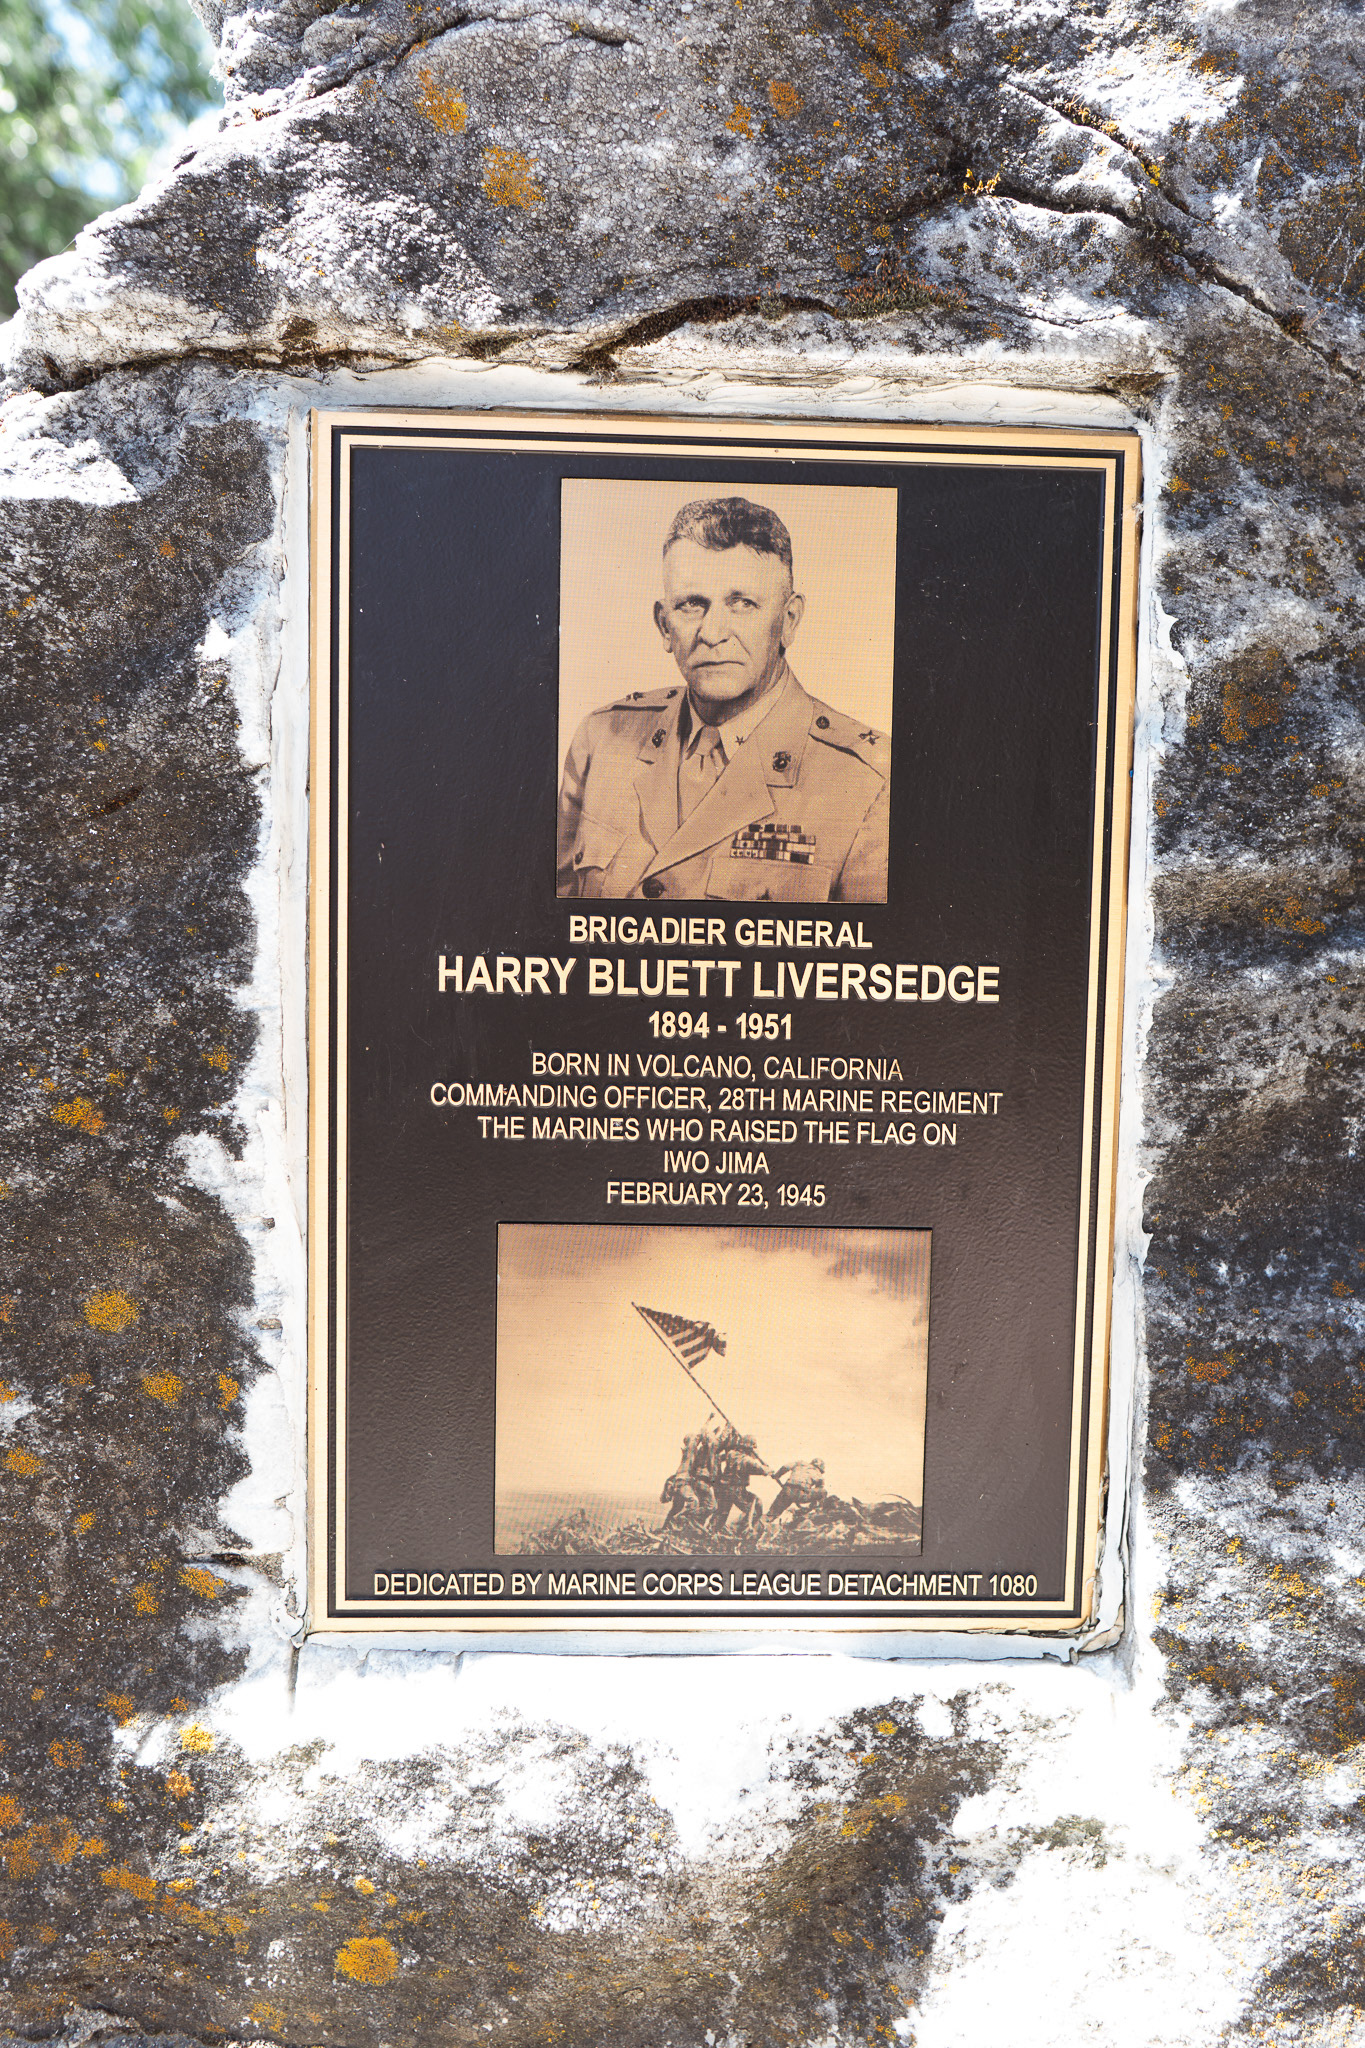 BRIGADIER GENERAL
HARRY BLUETT LIVERSEDGE
1894 - 1951
BORN IN VOLCANO, CALIFORNIA
COMMANDING OFFICER, 28TH MARINE REGIMENT
THE MARINES WHO RAISED THE FLAG ON
IWO JIMA
FEBRUARY 23, 1945
DEDICATED BY MARINE CORPS LEAGUE DETACHMENT 1080